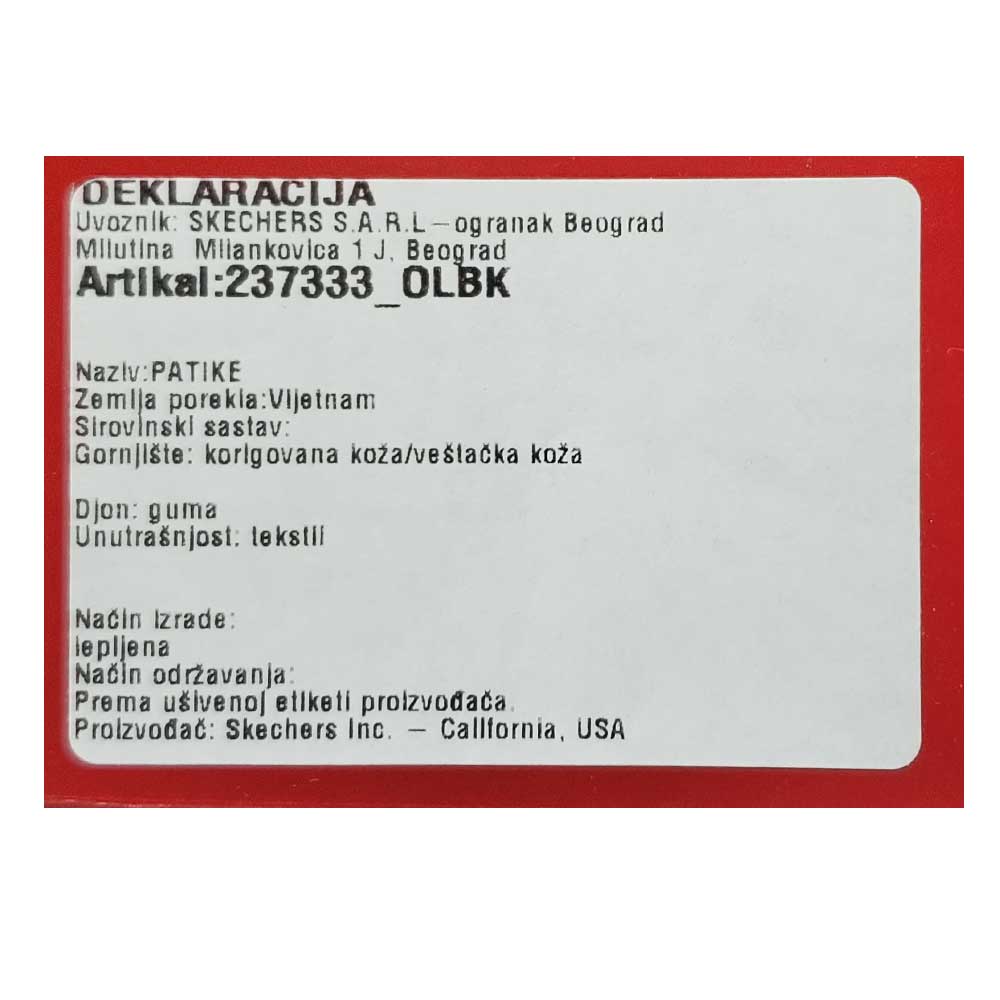 DEKLARACIJA
Uvoznik: SKECHERS S.A.R.L–ogranak Beograd
Milutina Milankovica 1 J, Beograd
Artikal:237333_OLBK
Naziv:PATIKE
Zemlja porekla:Vijetnam
Sirovinski sastav:
Gornjište: korigovana koža/veštačka koža
Djon: guma
Unutrašnjost: tekstil
Način izrade:
lepljena
Način održavanja:
Prema ušivenoj etiketi proizvođača.
Proizvođač: Skechers Inc. – California, USA